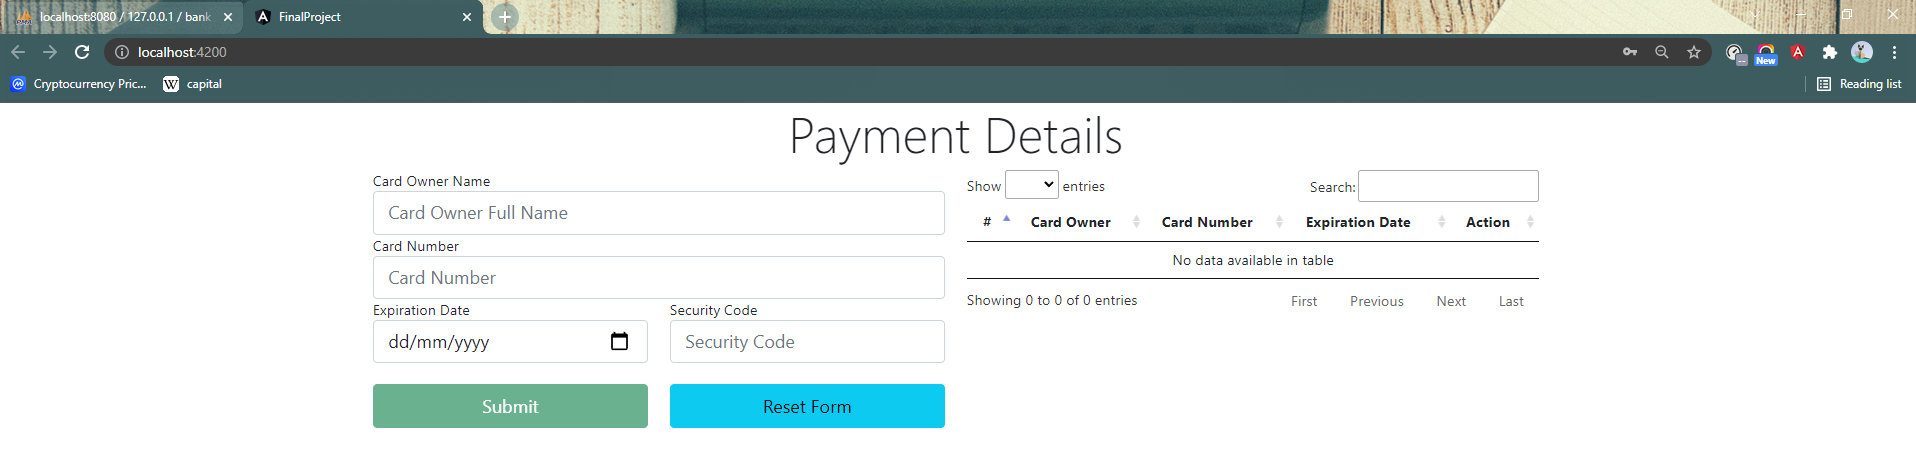 localhost:8080 / 127.0.0.1 / bank
FinalProject
localhost:4200
New
Cryptocurrency Pric...
capital
Reading list
Payment Details
Card Owner Name
Card Owner Full Name
Card Number
Card Number
Expiration Date Security Code
dd/mm/yyyy Security Code
Submit Reset Form
Show entries Search:
# Card Owner Card Number Expiration Date Action
No data available in table
Showing 0 to 0 of 0 entries First Previous Next Last